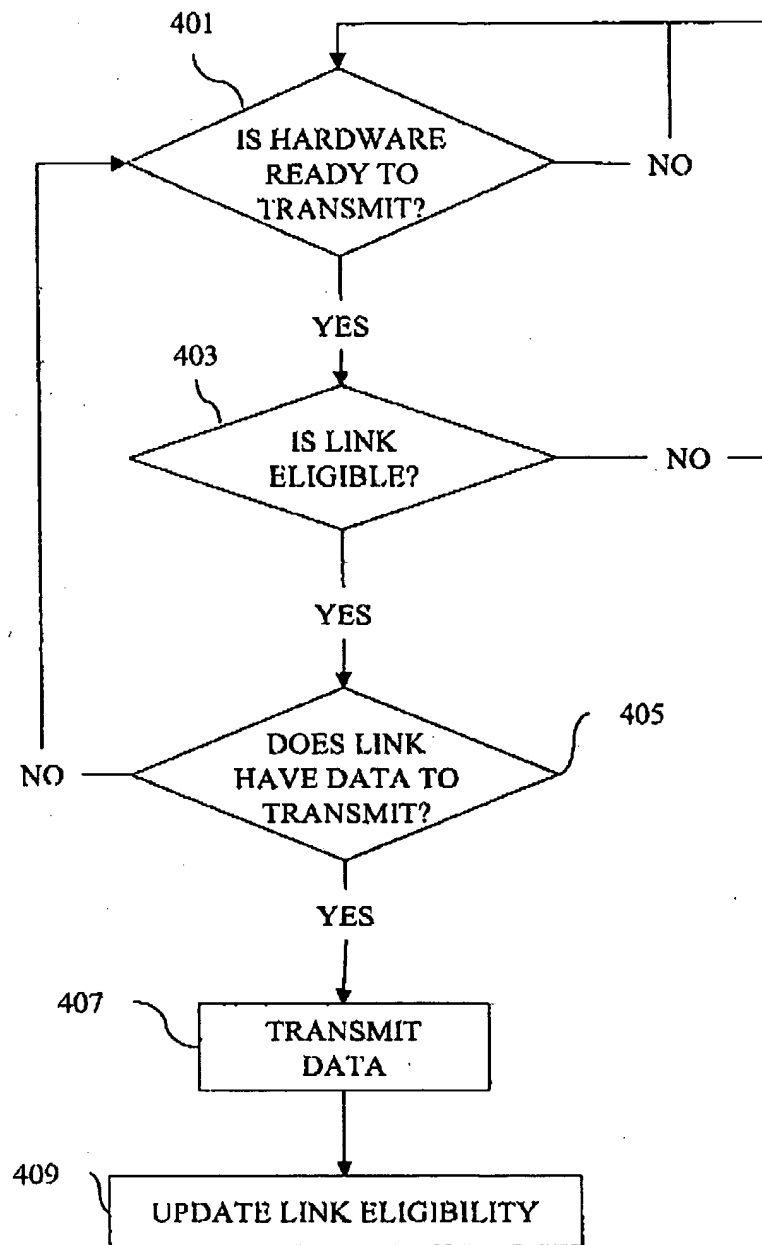 401
IS HARDWARE
READY TO
TRANSMIT?
NO
YES
403
IS LINK
ELIGIBLE?
NO
YES
405
DOES LINK
HAVE DATA TO
TRANSMIT?
NO
YES
407
TRANSMIT
DATA
409
UPDATE LINK ELIGIBILITY